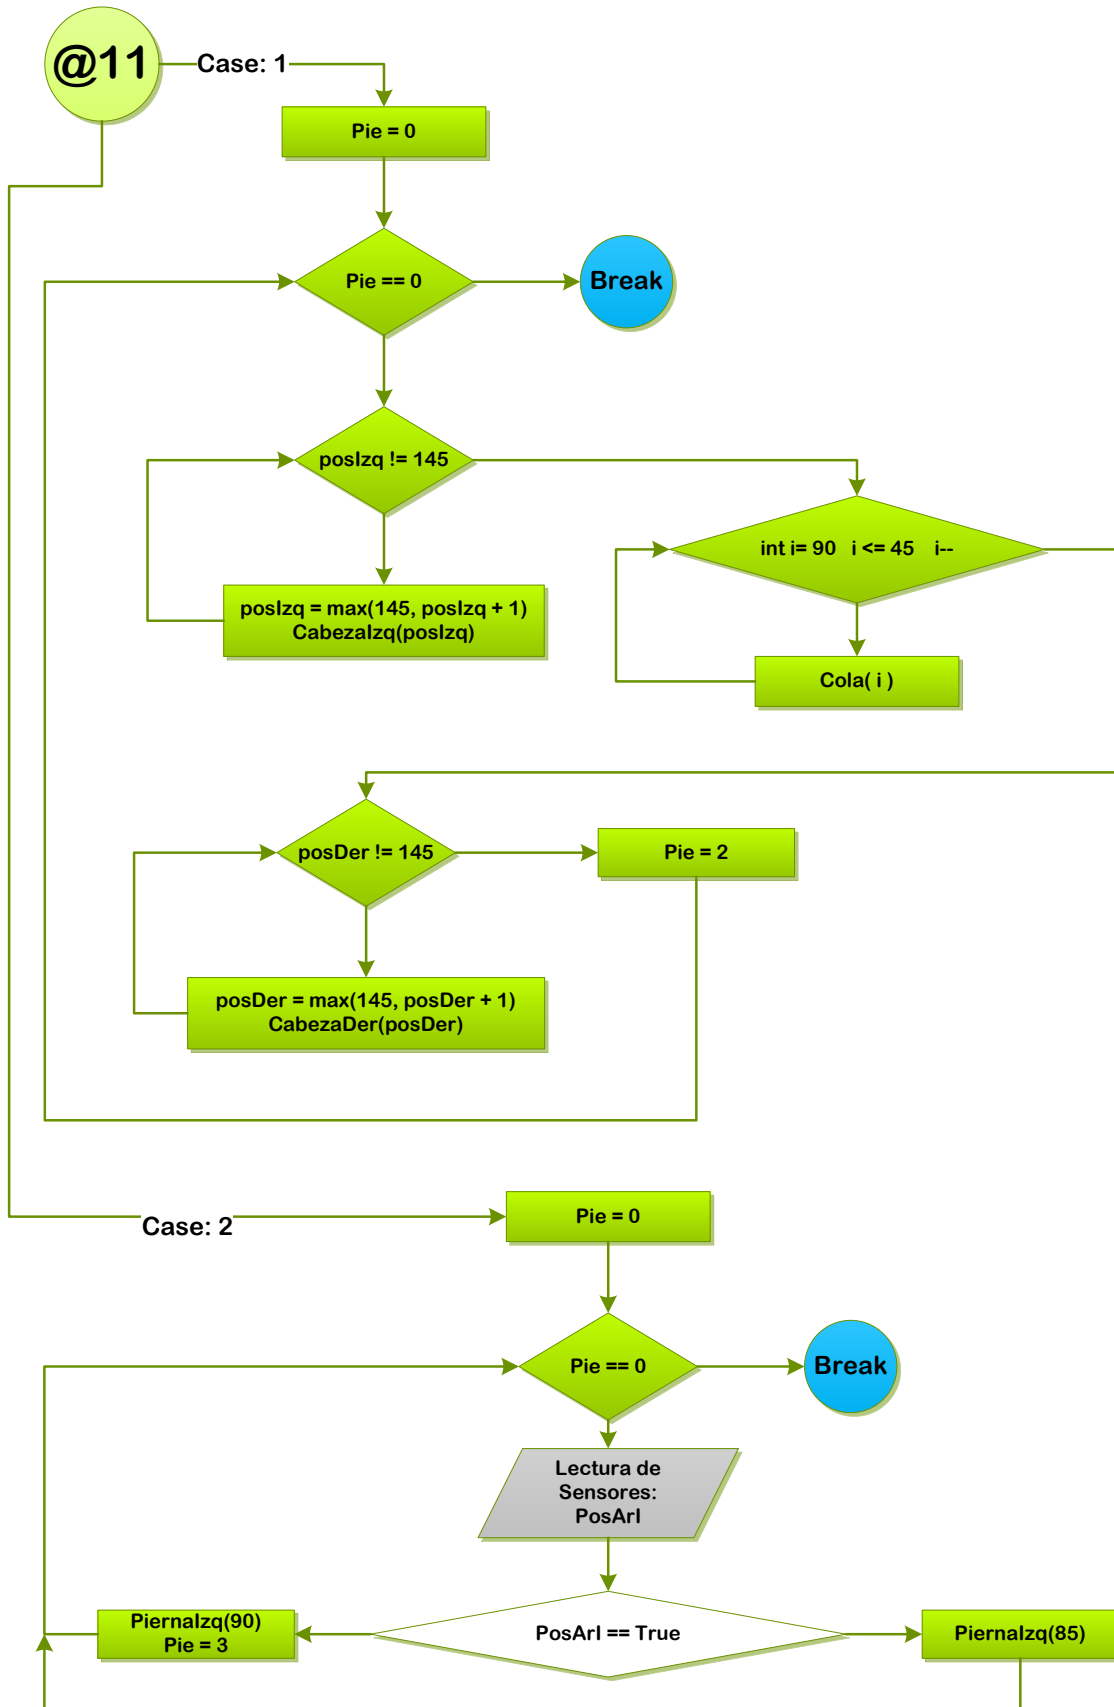 @11
Case: 1
Pie = 0
Pie == 0
Break
posIzq != 145
int i= 90 i <= 45 i--
posIzq = max(145, posIzq + 1)
CabezaIzq(posIzq)
Cola( i )
posDer != 145
Pie = 2
posDer = max(145, posDer + 1)
CabezaDer(posDer)
Case: 2
Pie = 0
Pie == 0
Break
Lectura de
Sensores:
PosArI
PiernaIzq(90)
Pie = 3
PosArI == True
PiernaIzq(85)